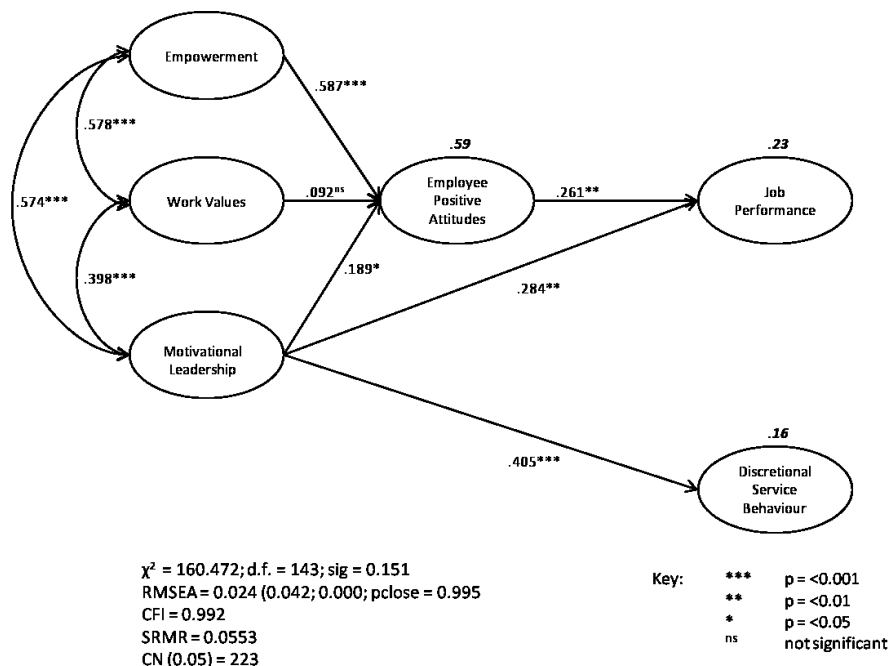 Empowerment
.587***
.578***
.59
.23
.574***
Work Values
.092ns
Employee
Positive
Attitudes
.261**
Job
Performance
.398***
.189*
.284**
Motivational
Leadership
.16
.405***
Discretional
Service
Behaviour
χ² = 160.472; d.f. = 143; sig = 0.151
RMSEA = 0.024 (0.042; 0.000; pclose = 0.995
CFI = 0.992
SRMR = 0.0553
CN (0.05) = 223
Key: *** p = <0.001
** p = <0.01
* p = <0.05
ns not significant